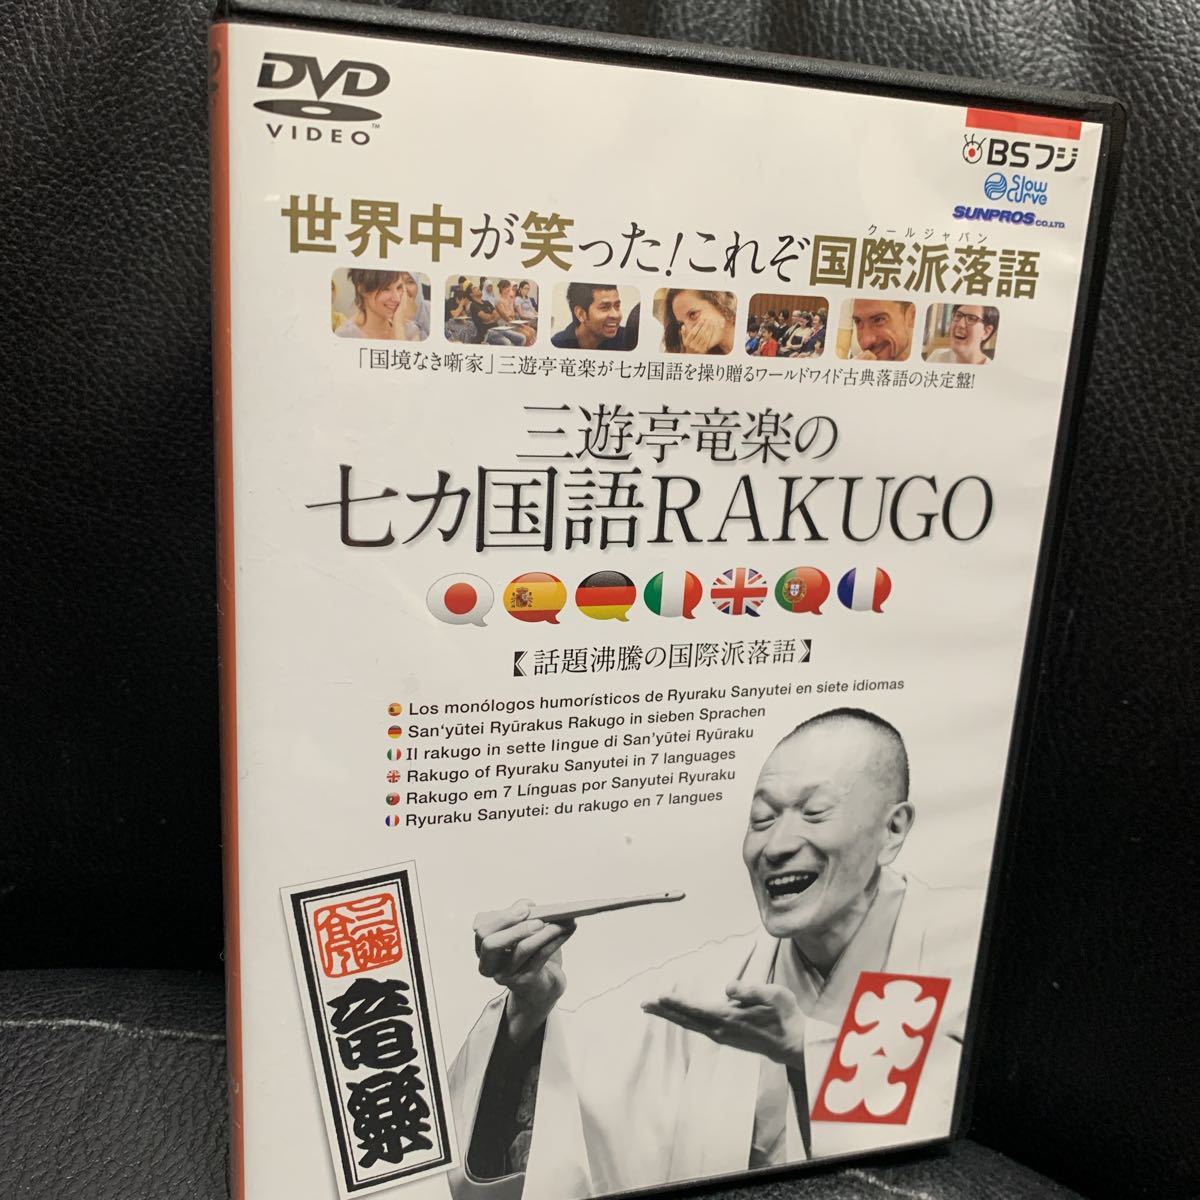 DVD
VIDEO™
BSフジ
Slow Curve
SUNPROS CO.,LTD.
クールジャパン
世界中が笑った!これぞ国際派落語
「国境なき噺家」三遊亭竜楽が七カ国語を操り贈るワールドワイド古典落語の決定盤!
三遊亭竜楽の
七カ国語RAKUGO
《話題沸騰の国際派落語》
Los monólogos humorísticos de Ryuraku Sanyutei en siete idiomas
San'yūtei Ryūrakus Rakugo in sieben Sprachen
Il rakugo in sette lingue di San'yūtei Ryūraku
Rakugo of Ryuraku Sanyutei in 7 languages
Rakugo em 7 Línguas por Sanyutei Ryuraku
Ryuraku Sanyutei: du rakugo en 7 langues
三遊亭
竜楽